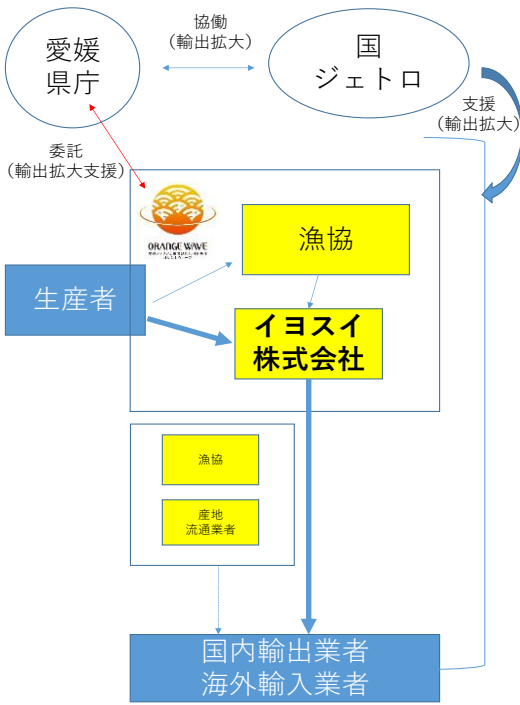 協働
(輸出拡大)
愛媛
県庁
国
ジェトロ
支援
(輸出拡大)
委託
(輸出拡大支援)
ORANGE WAVE
漁協
生産者
イヨスイ
株式会社
漁協
産地
流通業者
国内輸出業者
海外輸入業者